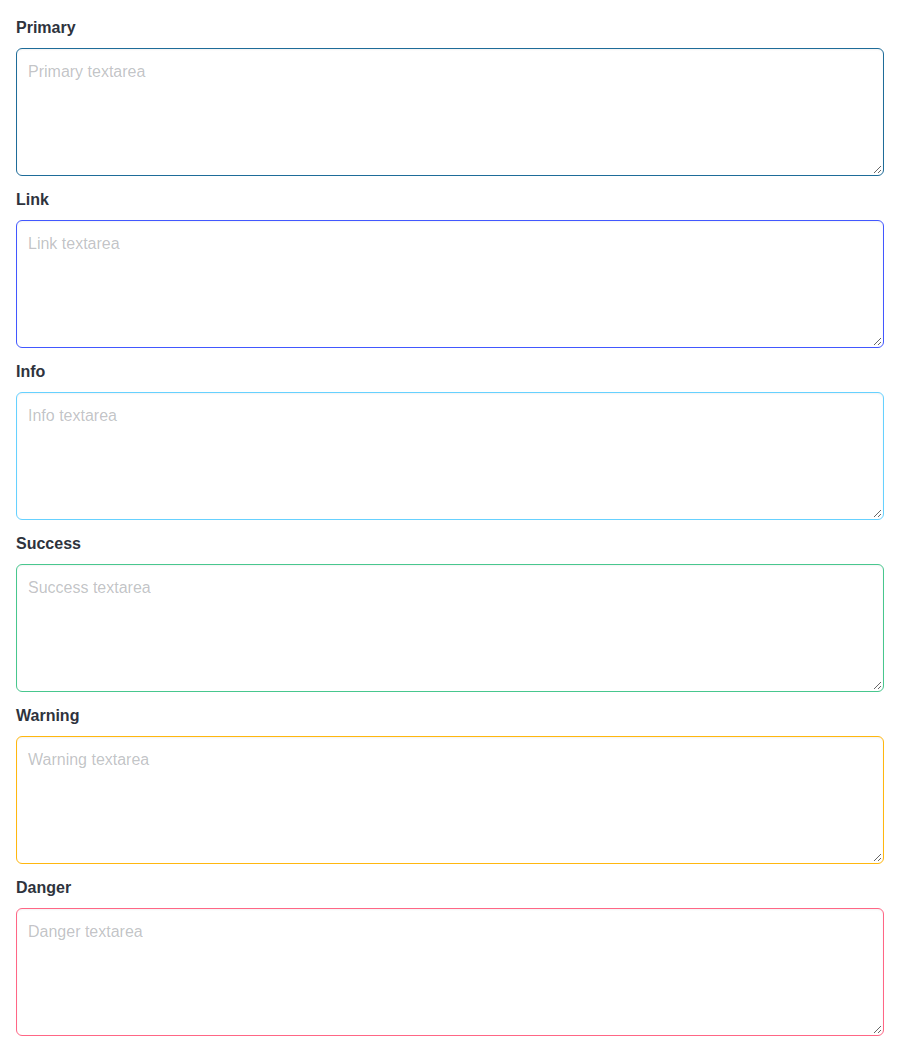 Primary
Primary textarea
Link
Link textarea
Info
Info textarea
Success
Success textarea
Warning
Warning textarea
Danger
Danger textarea